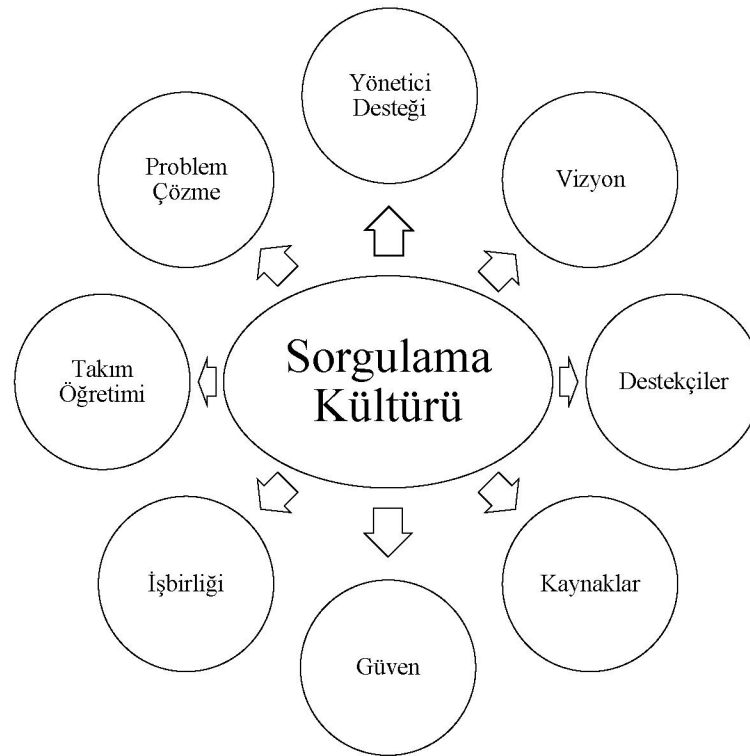 Yönetici
Desteği
Problem
Çözme
Vizyon
Sorgulama
Kültürü
Takım
Öğretimi
Destekçiler
İşbirliği
Kaynaklar
Güven